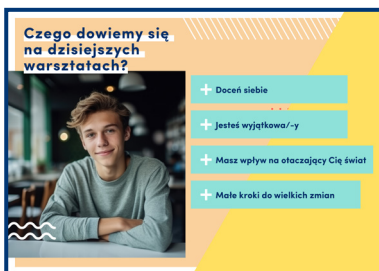 Czego dowiemy się
na dzisiejszych
warsztatach?
Doceń siebie
Jesteś wyjątkowa/-y
Masz wpływ na otaczający Cię świat
Małe kroki do wielkich zmian